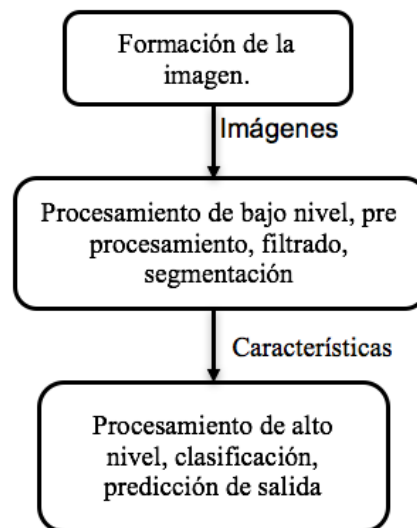 Formación de la
imagen.
Imágenes
Procesamiento de bajo nivel, pre
procesamiento, filtrado,
segmentación
Características
Procesamiento de alto
nivel, clasificación,
predicción de salida